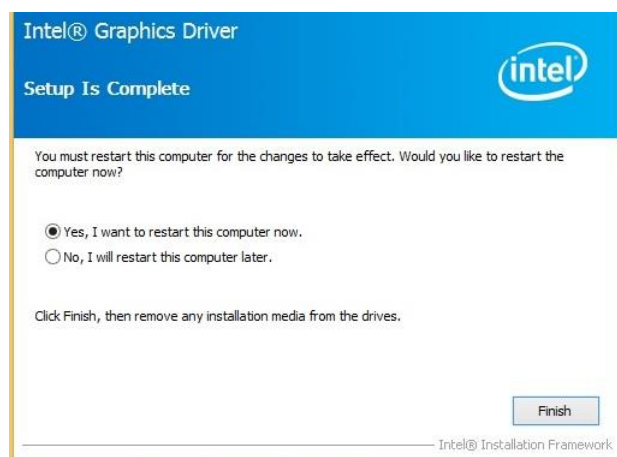 Intel® Graphics Driver
intel
Setup Is Complete
You must restart this computer for the changes to take effect. Would you like to restart the
computer now?
Yes, I want to restart this computer now.
No, I will restart this computer later.
Click Finish, then remove any installation media from the drives.
Finish
Intel® Installation Framework